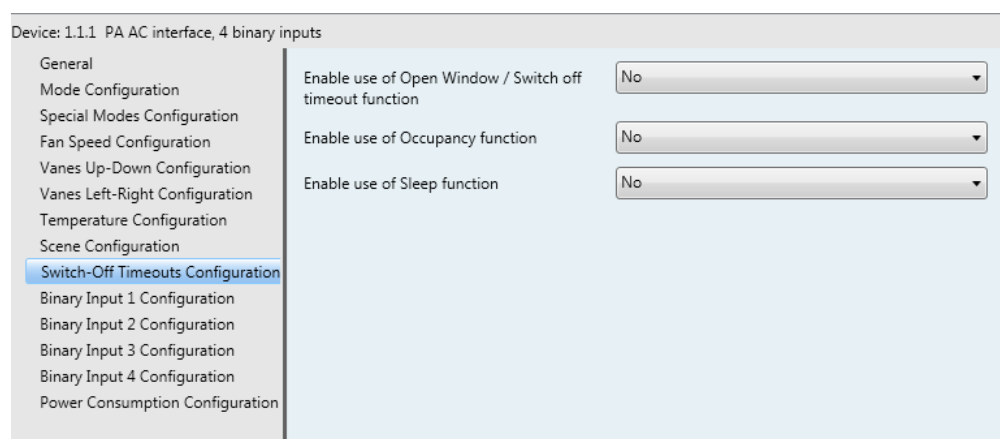 Device: 1.1.1 PA AC interface, 4 binary inputs
General
Mode Configuration
Special Modes Configuration
Fan Speed Configuration
Vanes Up-Down Configuration
Vanes Left-Right Configuration
Temperature Configuration
Scene Configuration
Switch-Off Timeouts Configuration
Binary Input 1 Configuration
Binary Input 2 Configuration
Binary Input 3 Configuration
Binary Input 4 Configuration
Power Consumption Configuration
Enable use of Open Window / Switch off
timeout function
No
Enable use of Occupancy function
No
Enable use of Sleep function
No